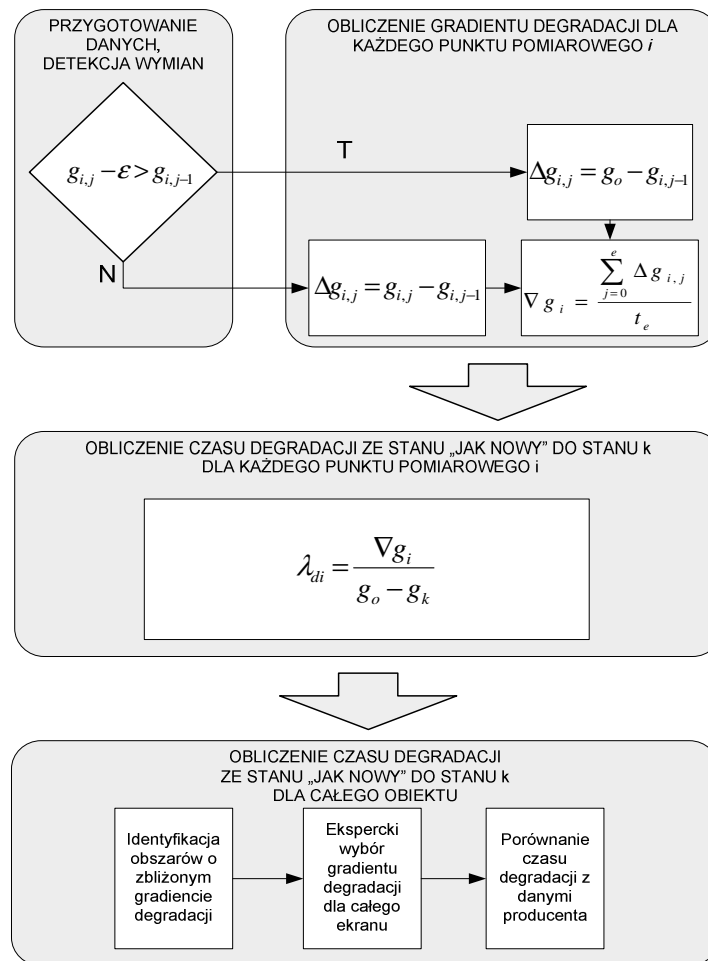 PRZYGOTOWANIE
DANYCH,
DETEKCJA WYMIAN
OBLICZENIE GRADIENTU DEGRADACJI DLA
KAŻDEGO PUNKTU POMIAROWEGO i
g_{i,j} − ε > g_{i,j−1}
T
Δg_{i,j} = g_o − g_{i,j−1}
N
Δg_{i,j} = g_{i,j} − g_{i,j−1}
∇g_i = \frac{\sum_{j=0}^{e} Δg_{i,j}}{t_e}
OBLICZENIE CZASU DEGRADACJI ZE STANU „JAK NOWY” DO STANU k
DLA KAŻDEGO PUNKTU POMIAROWEGO i
λ_{di} = \frac{∇g_i}{g_o − g_k}
OBLICZENIE CZASU DEGRADACJI
ZE STANU „JAK NOWY” DO STANU k
DLA CAŁEGO OBIEKTU
Identyfikacja
obszarów o
zbliżonym
gradiencie
degradacji
Ekspercki
wybór
gradientu
degradacji
dla całego
ekranu
Porównanie
czasu
degradacji z
danymi
producenta